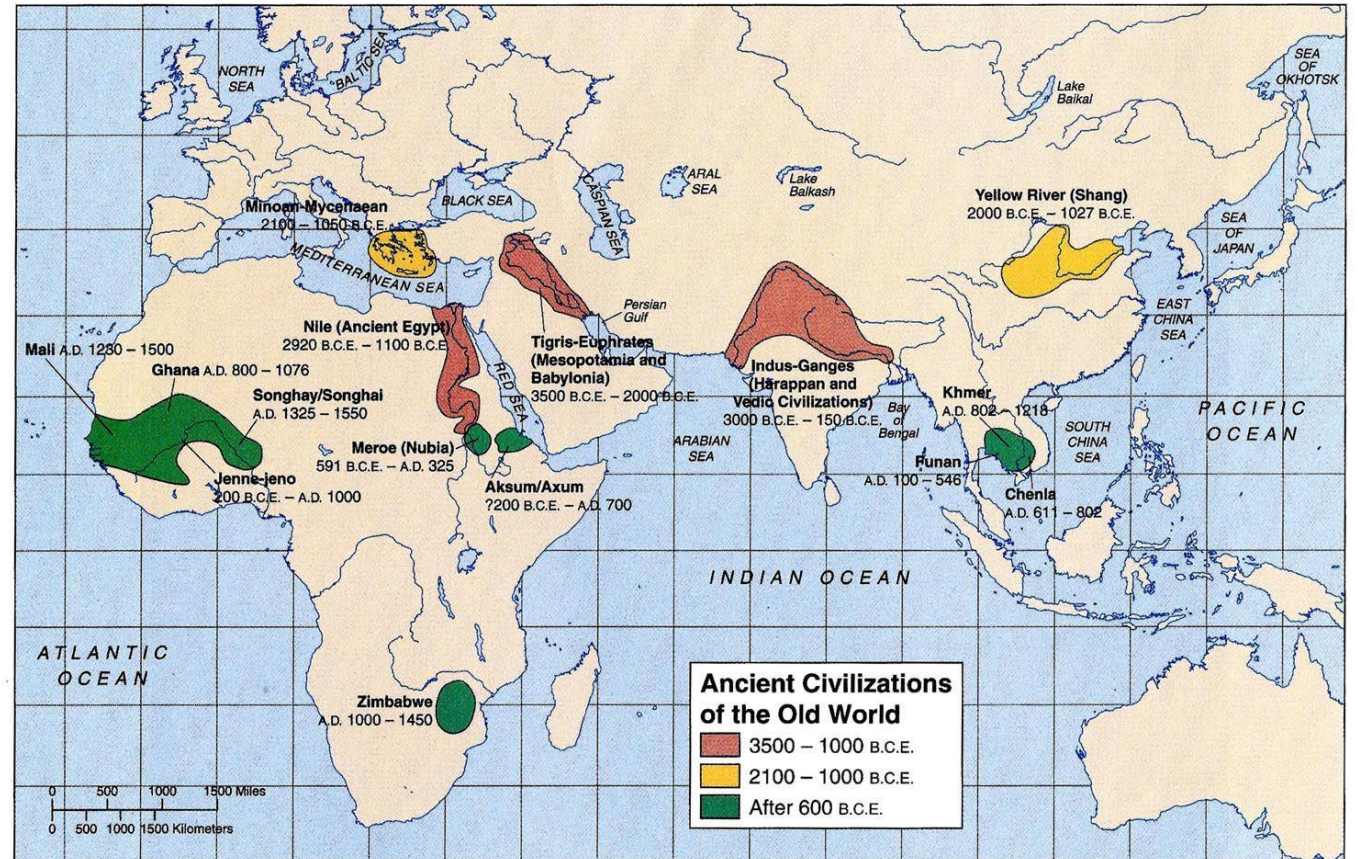 NORTH
SEA
BALTIC SEA
SEA
OF
OKHOTSK
Lake
Baikal
ARAL
SEA
Lake
Balkash
CASPIAN SEA
BLACK SEA
Minoan-Mycenaean
2100 – 1050 B.C.E.
MEDITERRANEAN SEA
Yellow River (Shang)
2000 B.C.E. – 1027 B.C.E.
SEA
OF
JAPAN
EAST
CHINA
SEA
Persian
Gulf
Nile (Ancient Egypt)
2920 B.C.E. – 1100 B.C.E.
Tigris-Euphrates
(Mesopotamia and
Babylonia)
3500 B.C.E. – 2000 B.C.E.
RED SEA
Mali A.D. 1230 – 1500
Ghana A.D. 800 – 1076
Songhay/Songhai
A.D. 1325 – 1550
Indus-Ganges
(Harappan and
Vedic Civilizations)
3000 B.C.E. – 150 B.C.E.
Bay
of
Bengal
Khmer
A.D. 802 – 1218
PACIFIC
OCEAN
SOUTH
CHINA
SEA
ARABIAN
SEA
Meroe (Nubia)
591 B.C.E. – A.D. 325
Funan
A.D. 100 – 546
Jenne-jeno
200 B.C.E. – A.D. 1000
Aksum/Axum
?200 B.C.E. – A.D. 700
Chenla
A.D. 611 – 802
INDIAN OCEAN
ATLANTIC
OCEAN
Zimbabwe
A.D. 1000 – 1450
Ancient Civilizations
of the Old World
3500 – 1000 B.C.E.
2100 – 1000 B.C.E.
After 600 B.C.E.
0 500 1000 1500 Miles
0 500 1000 1500 Kilometers